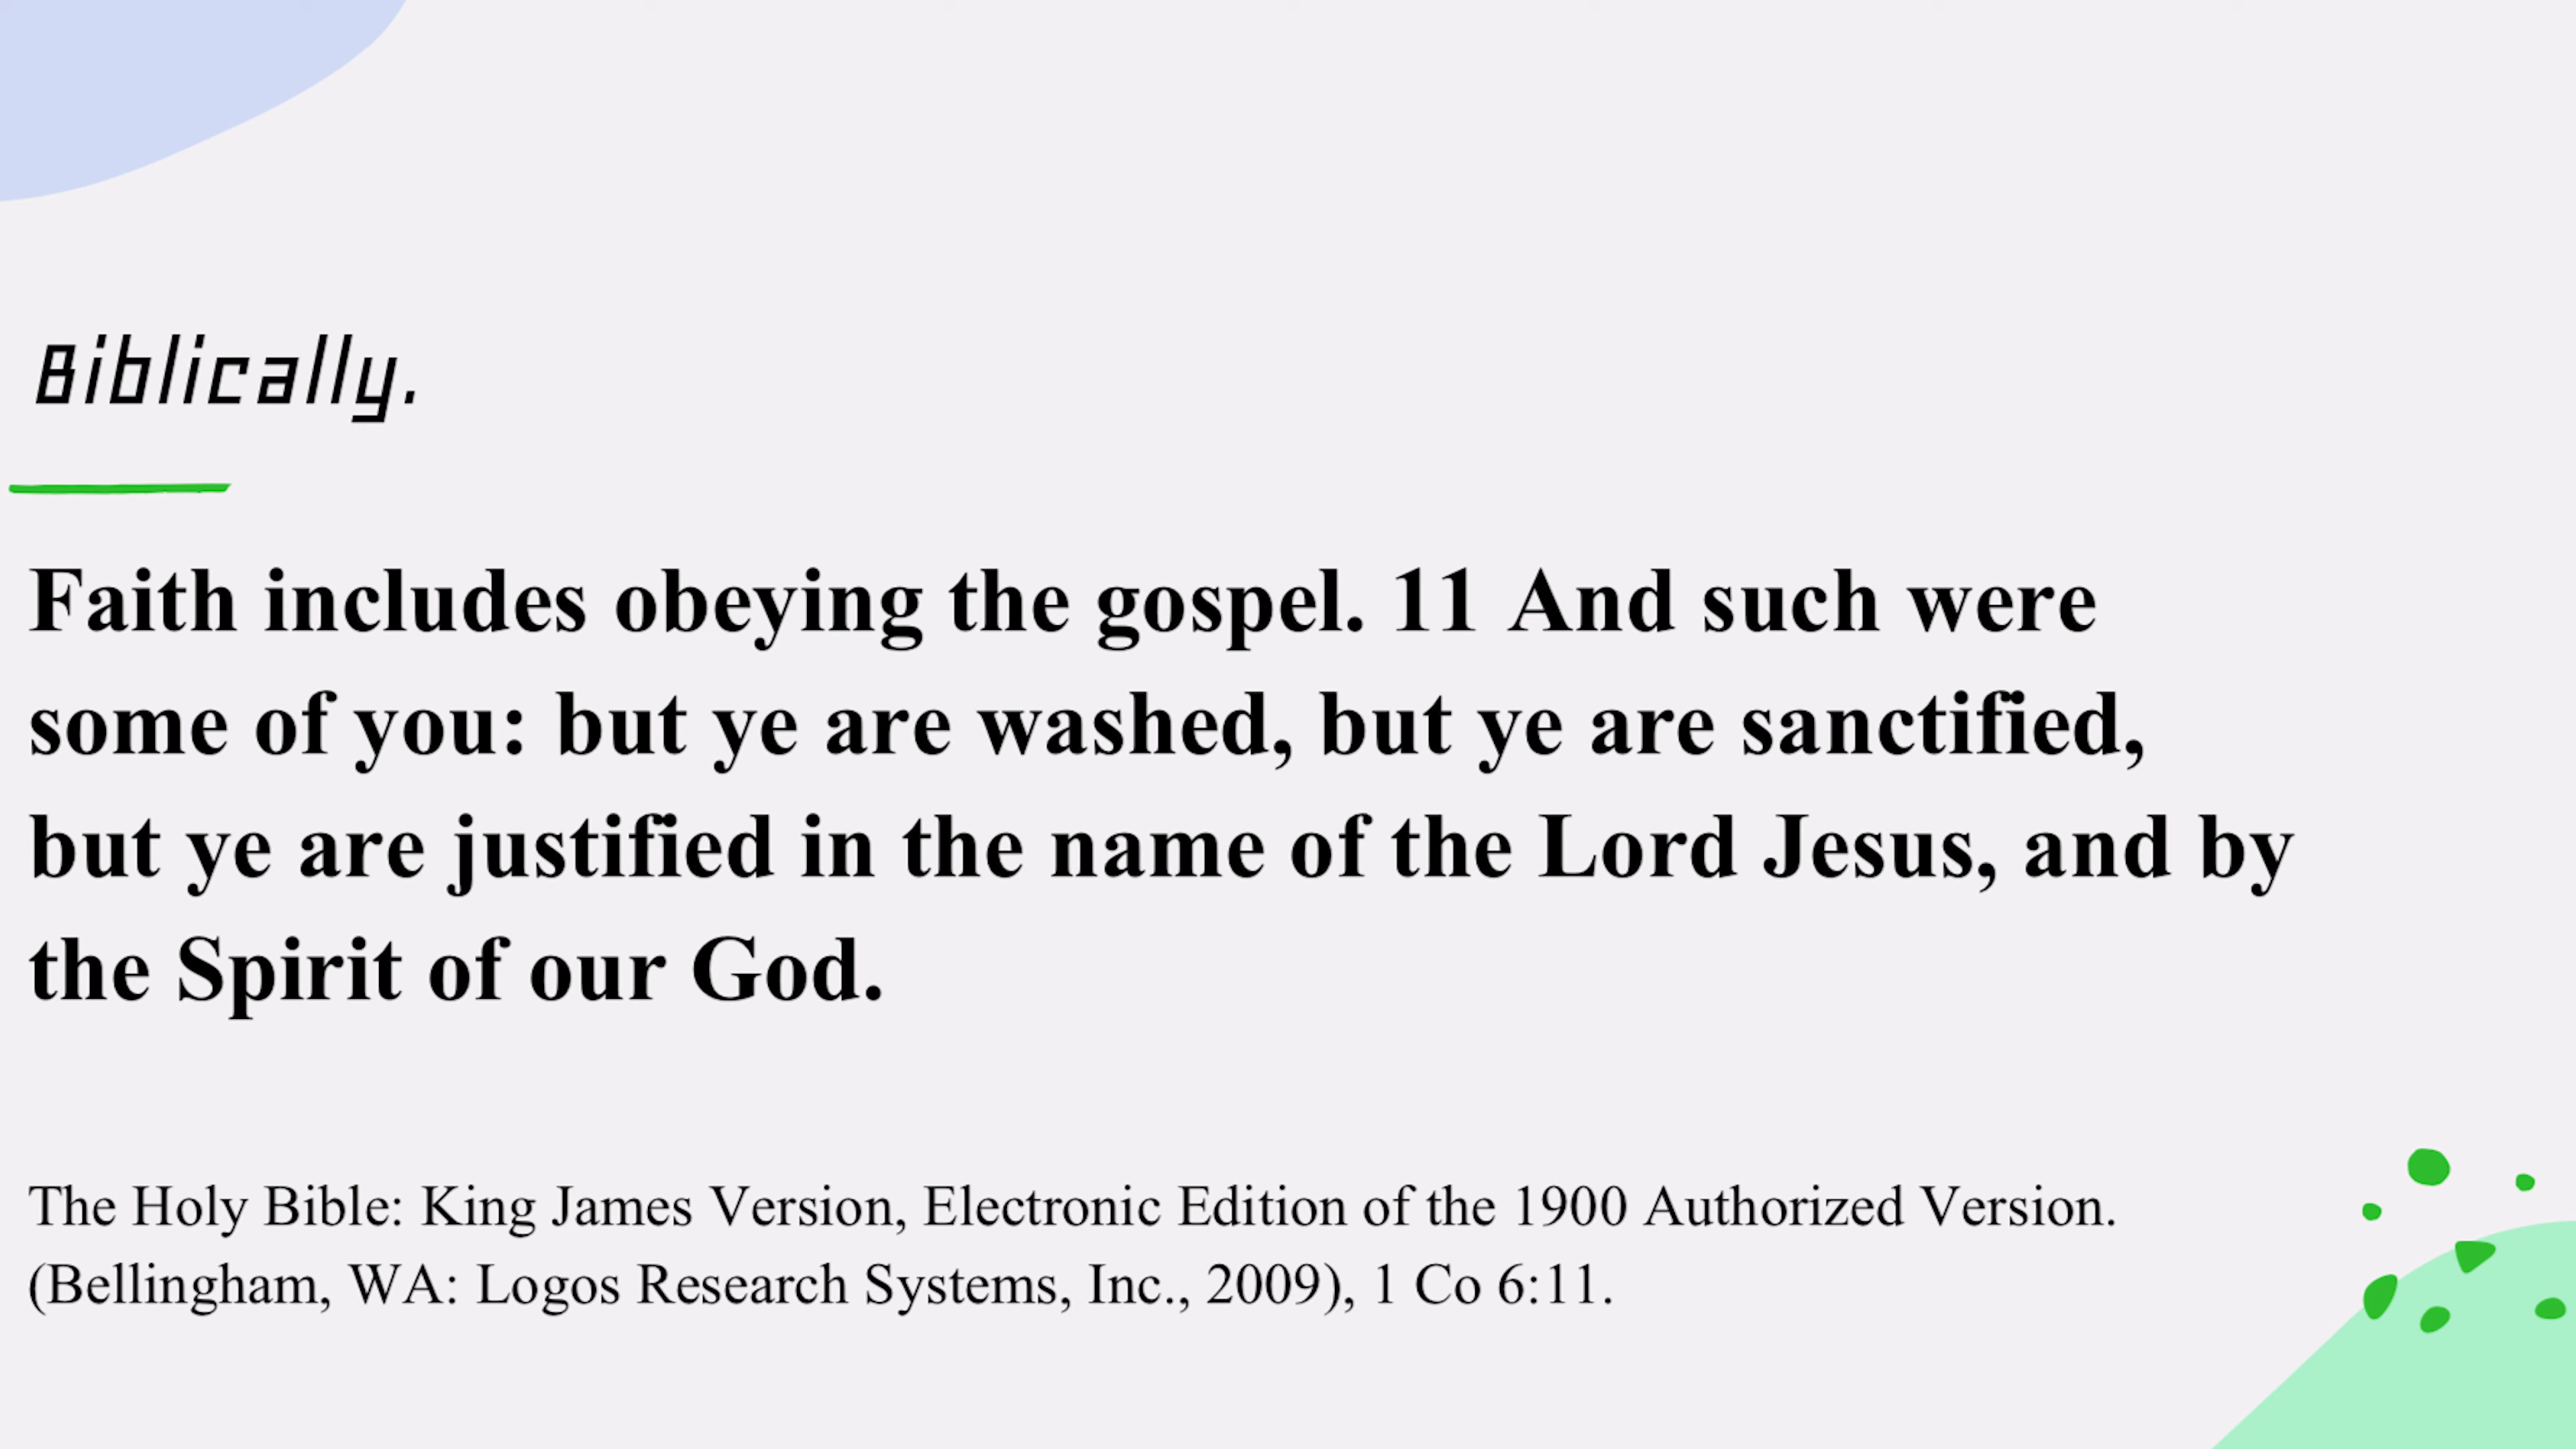 Biblically.
Faith includes obeying the gospel. 11 And such were
some of you: but ye are washed, but ye are sanctified,
but ye are justified in the name of the Lord Jesus, and by
the Spirit of our God.
The Holy Bible: King James Version, Electronic Edition of the 1900 Authorized Version.
(Bellingham, WA: Logos Research Systems, Inc., 2009), 1 Co 6:11.